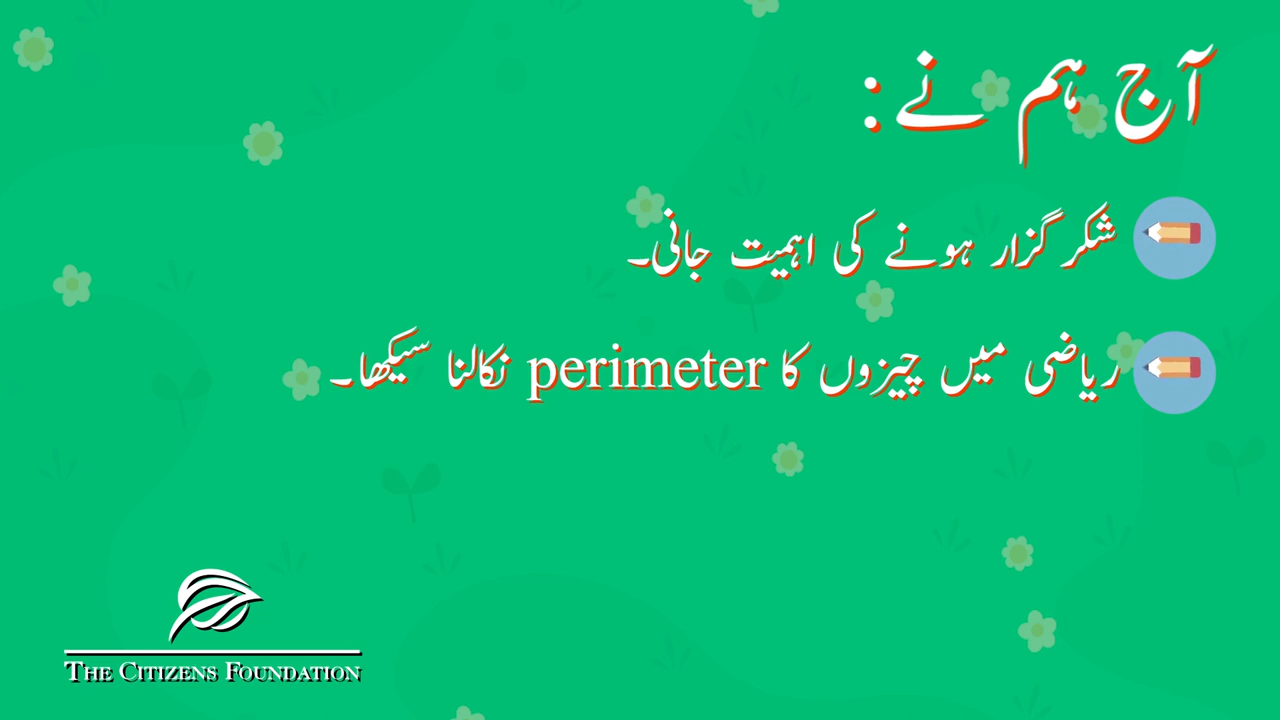 آج ہم نے:
شکر گزار ہونے کی اہمیت جانی۔
ریاضی میں چیزوں کا perimeter نکالنا سیکھا۔
THE CITIZENS FOUNDATION